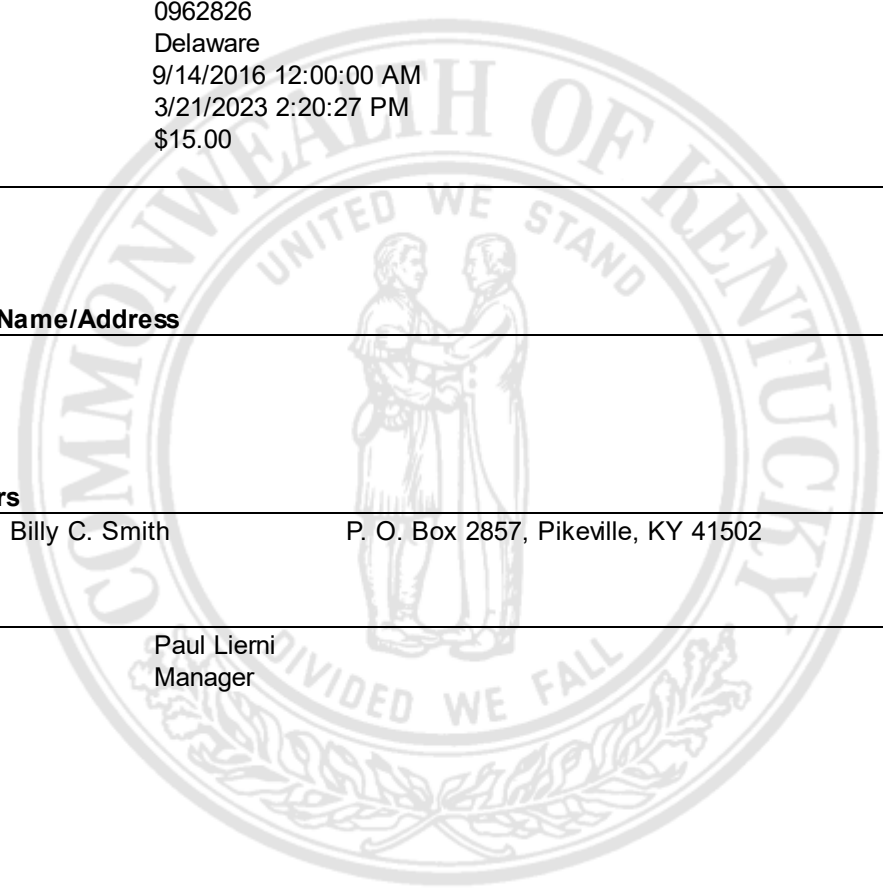 0962826
Delaware
9/14/2016 12:00:00 AM
3/21/2023 2:20:27 PM
$15.00
COMMONWEALTH OF KENTUCKY
UNITED WE STAND
Name/Address
rs
Billy C. Smith P. O. Box 2857, Pikeville, KY 41502
Paul Lierni
Manager
DIVIDED WE FALL